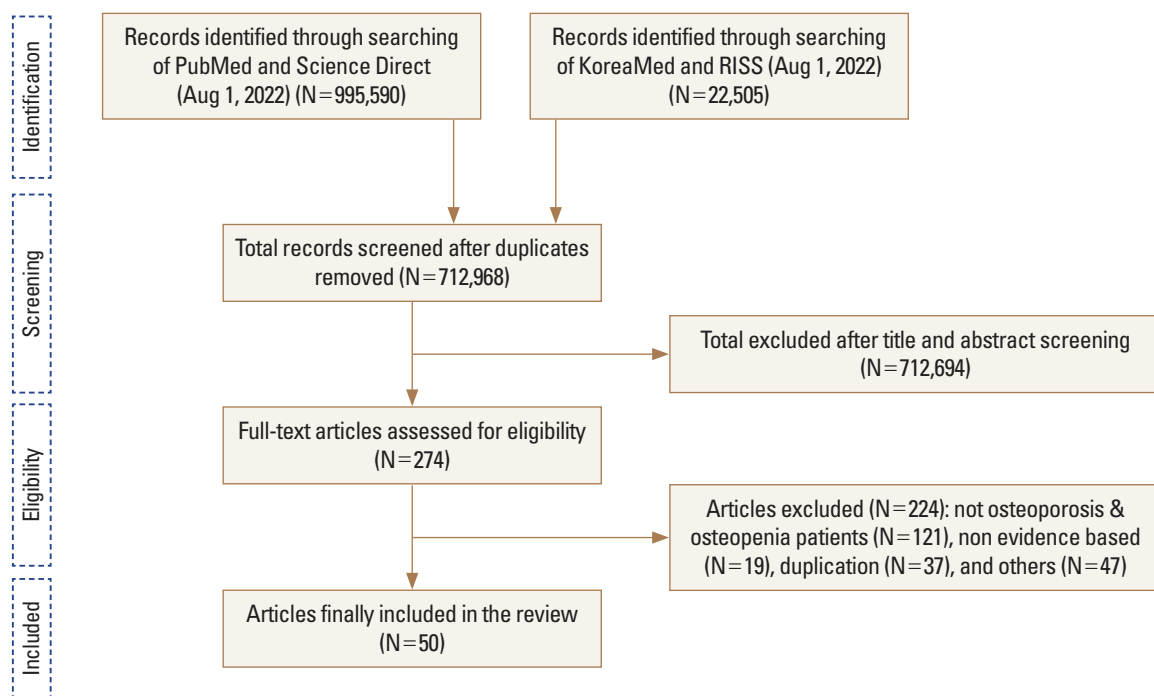 Identification
Records identified through searching
of PubMed and Science Direct
(Aug 1, 2022) (N=995,590)
Records identified through searching
of KoreaMed and RISS (Aug 1, 2022)
(N=22,505)
Screening
Total records screened after duplicates
removed (N=712,968)
Total excluded after title and abstract screening
(N=712,694)
Eligibility
Full-text articles assessed for eligibility
(N=274)
Articles excluded (N=224): not osteoporosis &
osteopenia patients (N=121), non evidence based
(N=19), duplication (N=37), and others (N=47)
Included
Articles finally included in the review
(N=50)